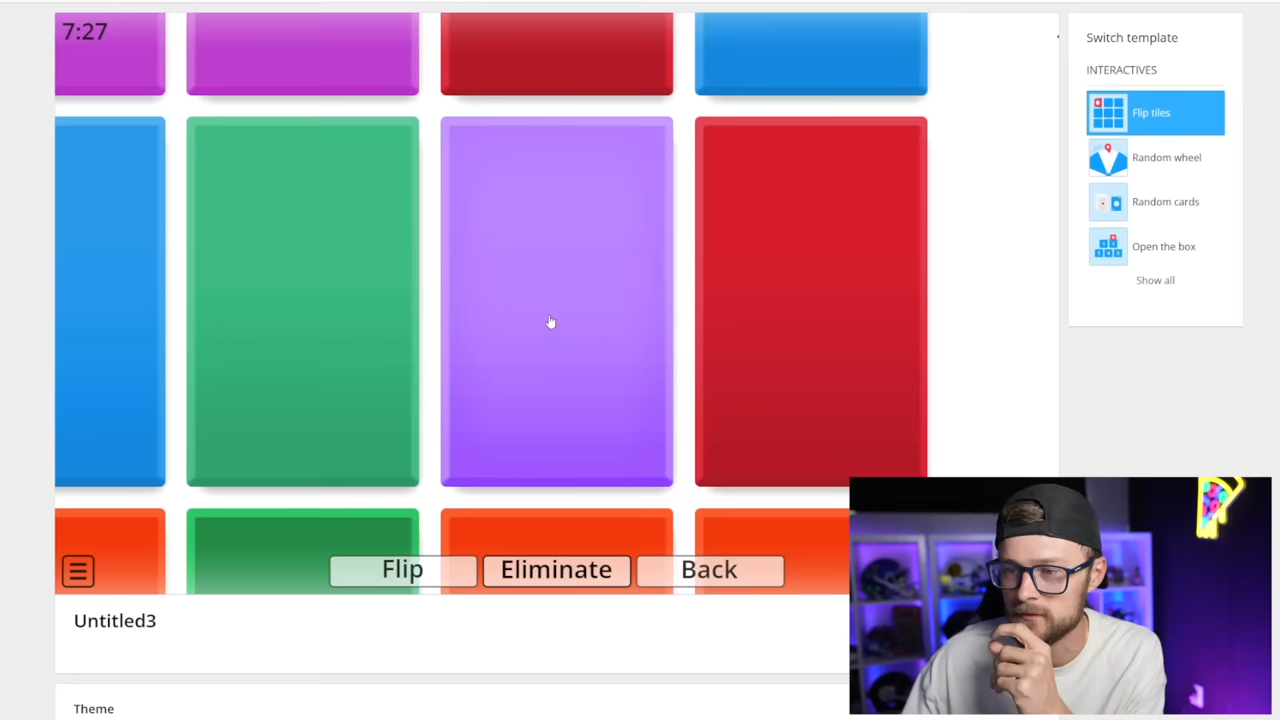 7:27
Switch template
INTERACTIVES
Flip tiles
Random wheel
Random cards
Open the box
Show all
Flip
Eliminate
Back
Untitled3
Theme